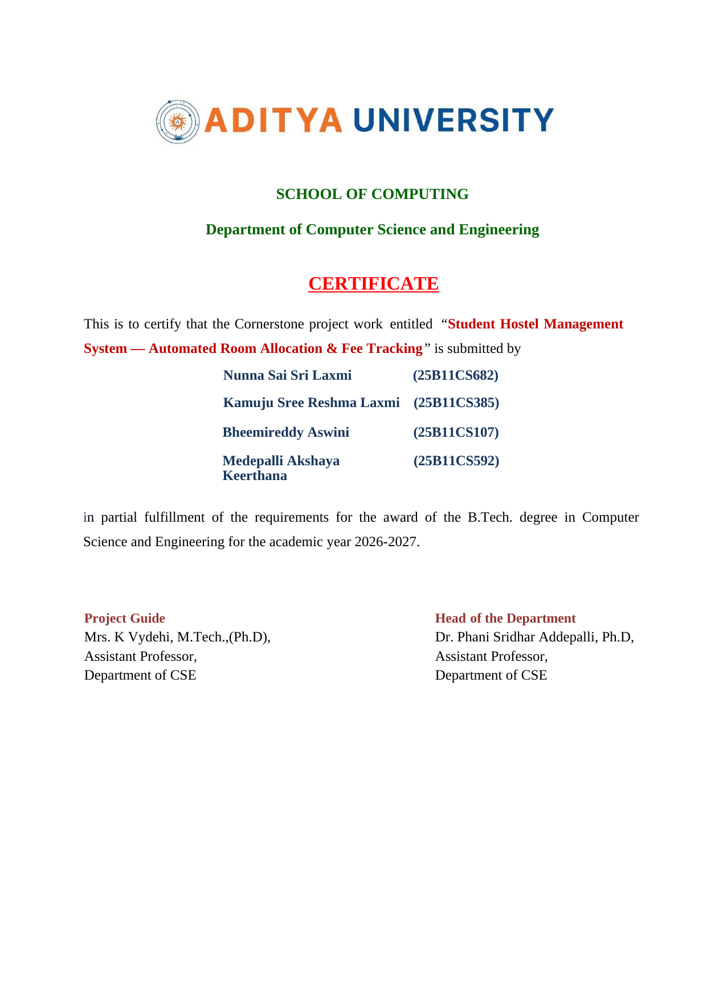 ADITYA UNIVERSITY
SCHOOL OF COMPUTING
Department of Computer Science and Engineering
CERTIFICATE
This is to certify that the Cornerstone project work entitled “Student Hostel Management
System — Automated Room Allocation & Fee Tracking” is submitted by
Nunna Sai Sri Laxmi (25B11CS682)
Kamuju Sree Reshma Laxmi (25B11CS385)
Bheemireddy Aswini (25B11CS107)
Medepalli Akshaya (25B11CS592)
Keerthana
in partial fulfillment of the requirements for the award of the B.Tech. degree in Computer
Science and Engineering for the academic year 2026-2027.
Project Guide
Mrs. K Vydehi, M.Tech.,(Ph.D),
Assistant Professor,
Department of CSE
Head of the Department
Dr. Phani Sridhar Addepalli, Ph.D,
Assistant Professor,
Department of CSE